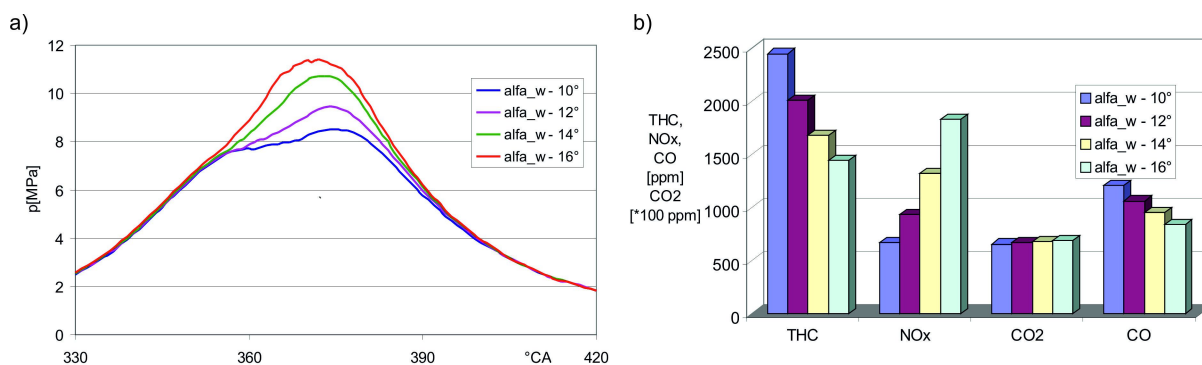 a)
12
10
8
6
4
2
0
p[MPa]
330
360
390
°CA
420
alfa_w - 10°
alfa_w - 12°
alfa_w - 14°
alfa_w - 16°
b)
THC,
NOx,
CO
[ppm]
CO2
[*100 ppm]
2500
2000
1500
1000
500
0
THC
NOx
CO2
CO
alfa_w - 10°
alfa_w - 12°
alfa_w - 14°
alfa_w - 16°